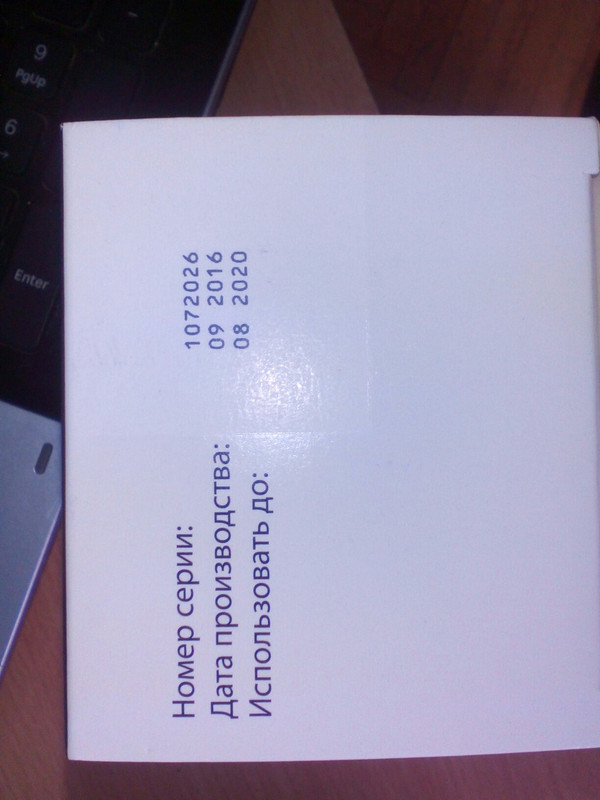 Номер серии: 1072026
Дата производства: 09 2016
Использовать до: 08 2020
9
PgUp
6
Enter